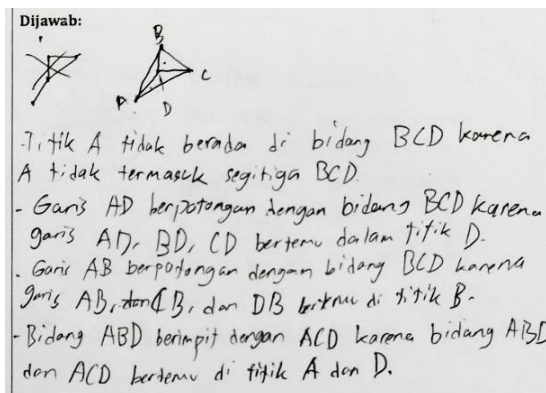 Dijawab:
B
C
A
D
-Titik A tidak berada di bidang BCD karena
A tidak termasuk segitiga BCD.
- Garis AD berpotongan dengan bidang BCD karena
garis AD, BD, CD bertemu dalam titik D.
. Garis AB berpotongan dengan bidang BCD karena
garis AB, dan CB, dan DB bertemu di titik B.
- Bidang ABD berimpit dengan ACD karena bidang ABD
dan ACD bertemu di titik A dan D.